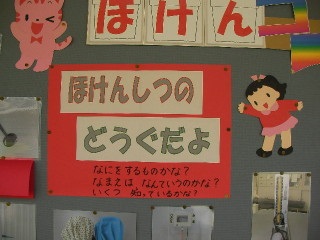 ほけん
ほけんしつの
どうぐだよ
なにをするものかな?
なまえは なんていうのかな?
いくつ 知っているかな?